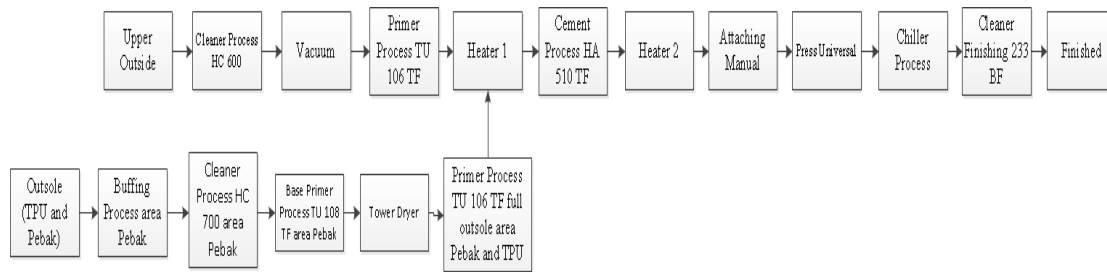 Upper
Outside
Cleaner Process
HC 600
Vacuum
Primer
Process TU
106 TF
Heater 1
Cement
Process HA
510 TF
Heater 2
Attaching
Manual
Press Universal
Chiller
Process
Cleaner
Finishing 233
BF
Finished
Outsole
(TPU and
Pebak)
Buffing
Process area
Pebak
Cleaner
Process HC
700 area
Pebak
Base Primer
Process TU 108
TF area Pebak
Tower Dryer
Primer Process
TU 106 TF full
outsole area
Pebak and TPU